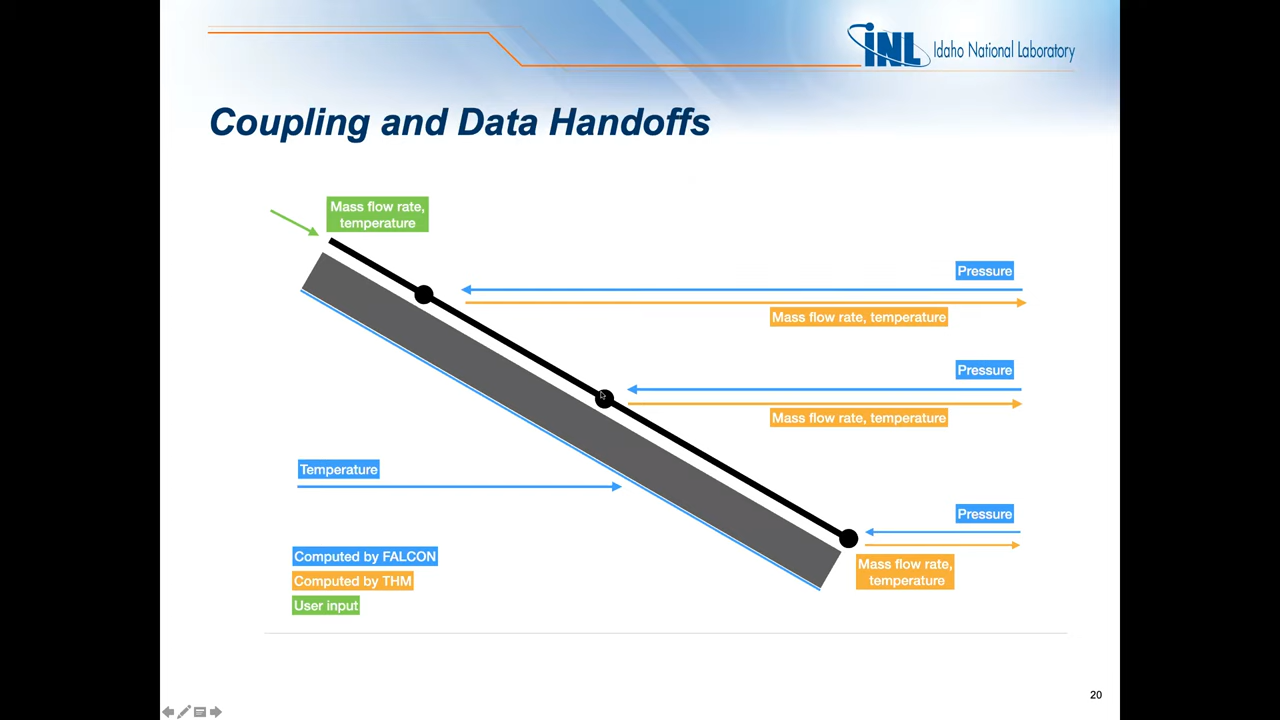 INL Idaho National Laboratory
Coupling and Data Handoffs
Mass flow rate,
temperature
Pressure
Mass flow rate, temperature
Pressure
Mass flow rate, temperature
Temperature
Pressure
Computed by FALCON
Mass flow rate,
temperature
Computed by THM
User input
20